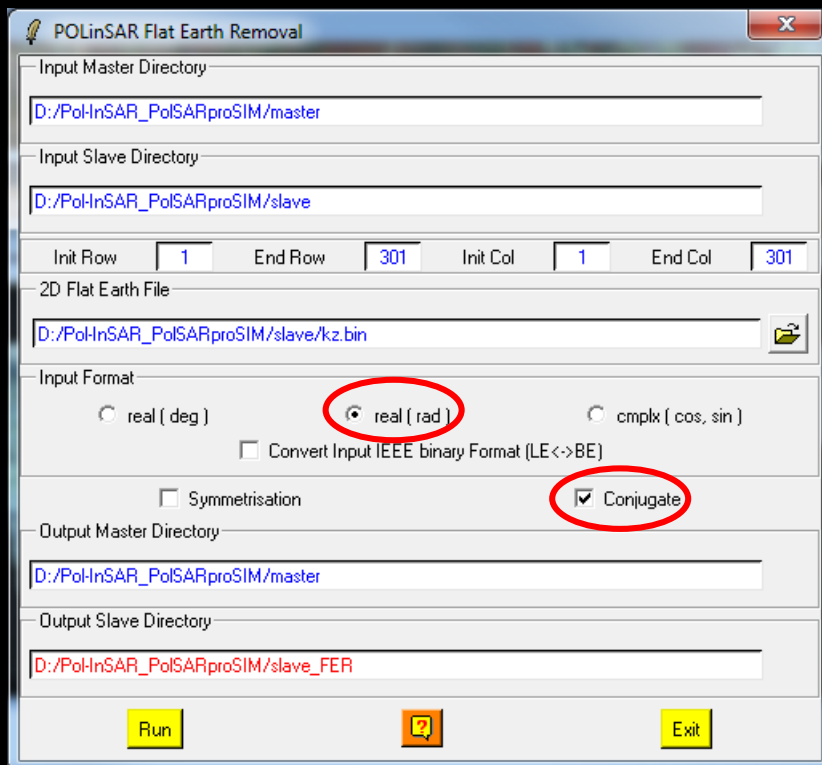 POLinSAR Flat Earth Removal
Input Master Directory
D:/Pol-InSAR_PolSARproSIM/master
Input Slave Directory
D:/Pol-InSAR_PolSARproSIM/slave
Init Row 1 End Row 301 Init Col 1 End Col 301
2D Flat Earth File
D:/Pol-InSAR_PolSARproSIM/slave/kz.bin
Input Format
real ( deg ) real ( rad ) cmplx ( cos, sin )
Convert Input IEEE binary Format (LE<->BE)
Symmetrisation Conjugate
Output Master Directory
D:/Pol-InSAR_PolSARproSIM/master
Output Slave Directory
D:/Pol-InSAR_PolSARproSIM/slave_FER
Run ? Exit